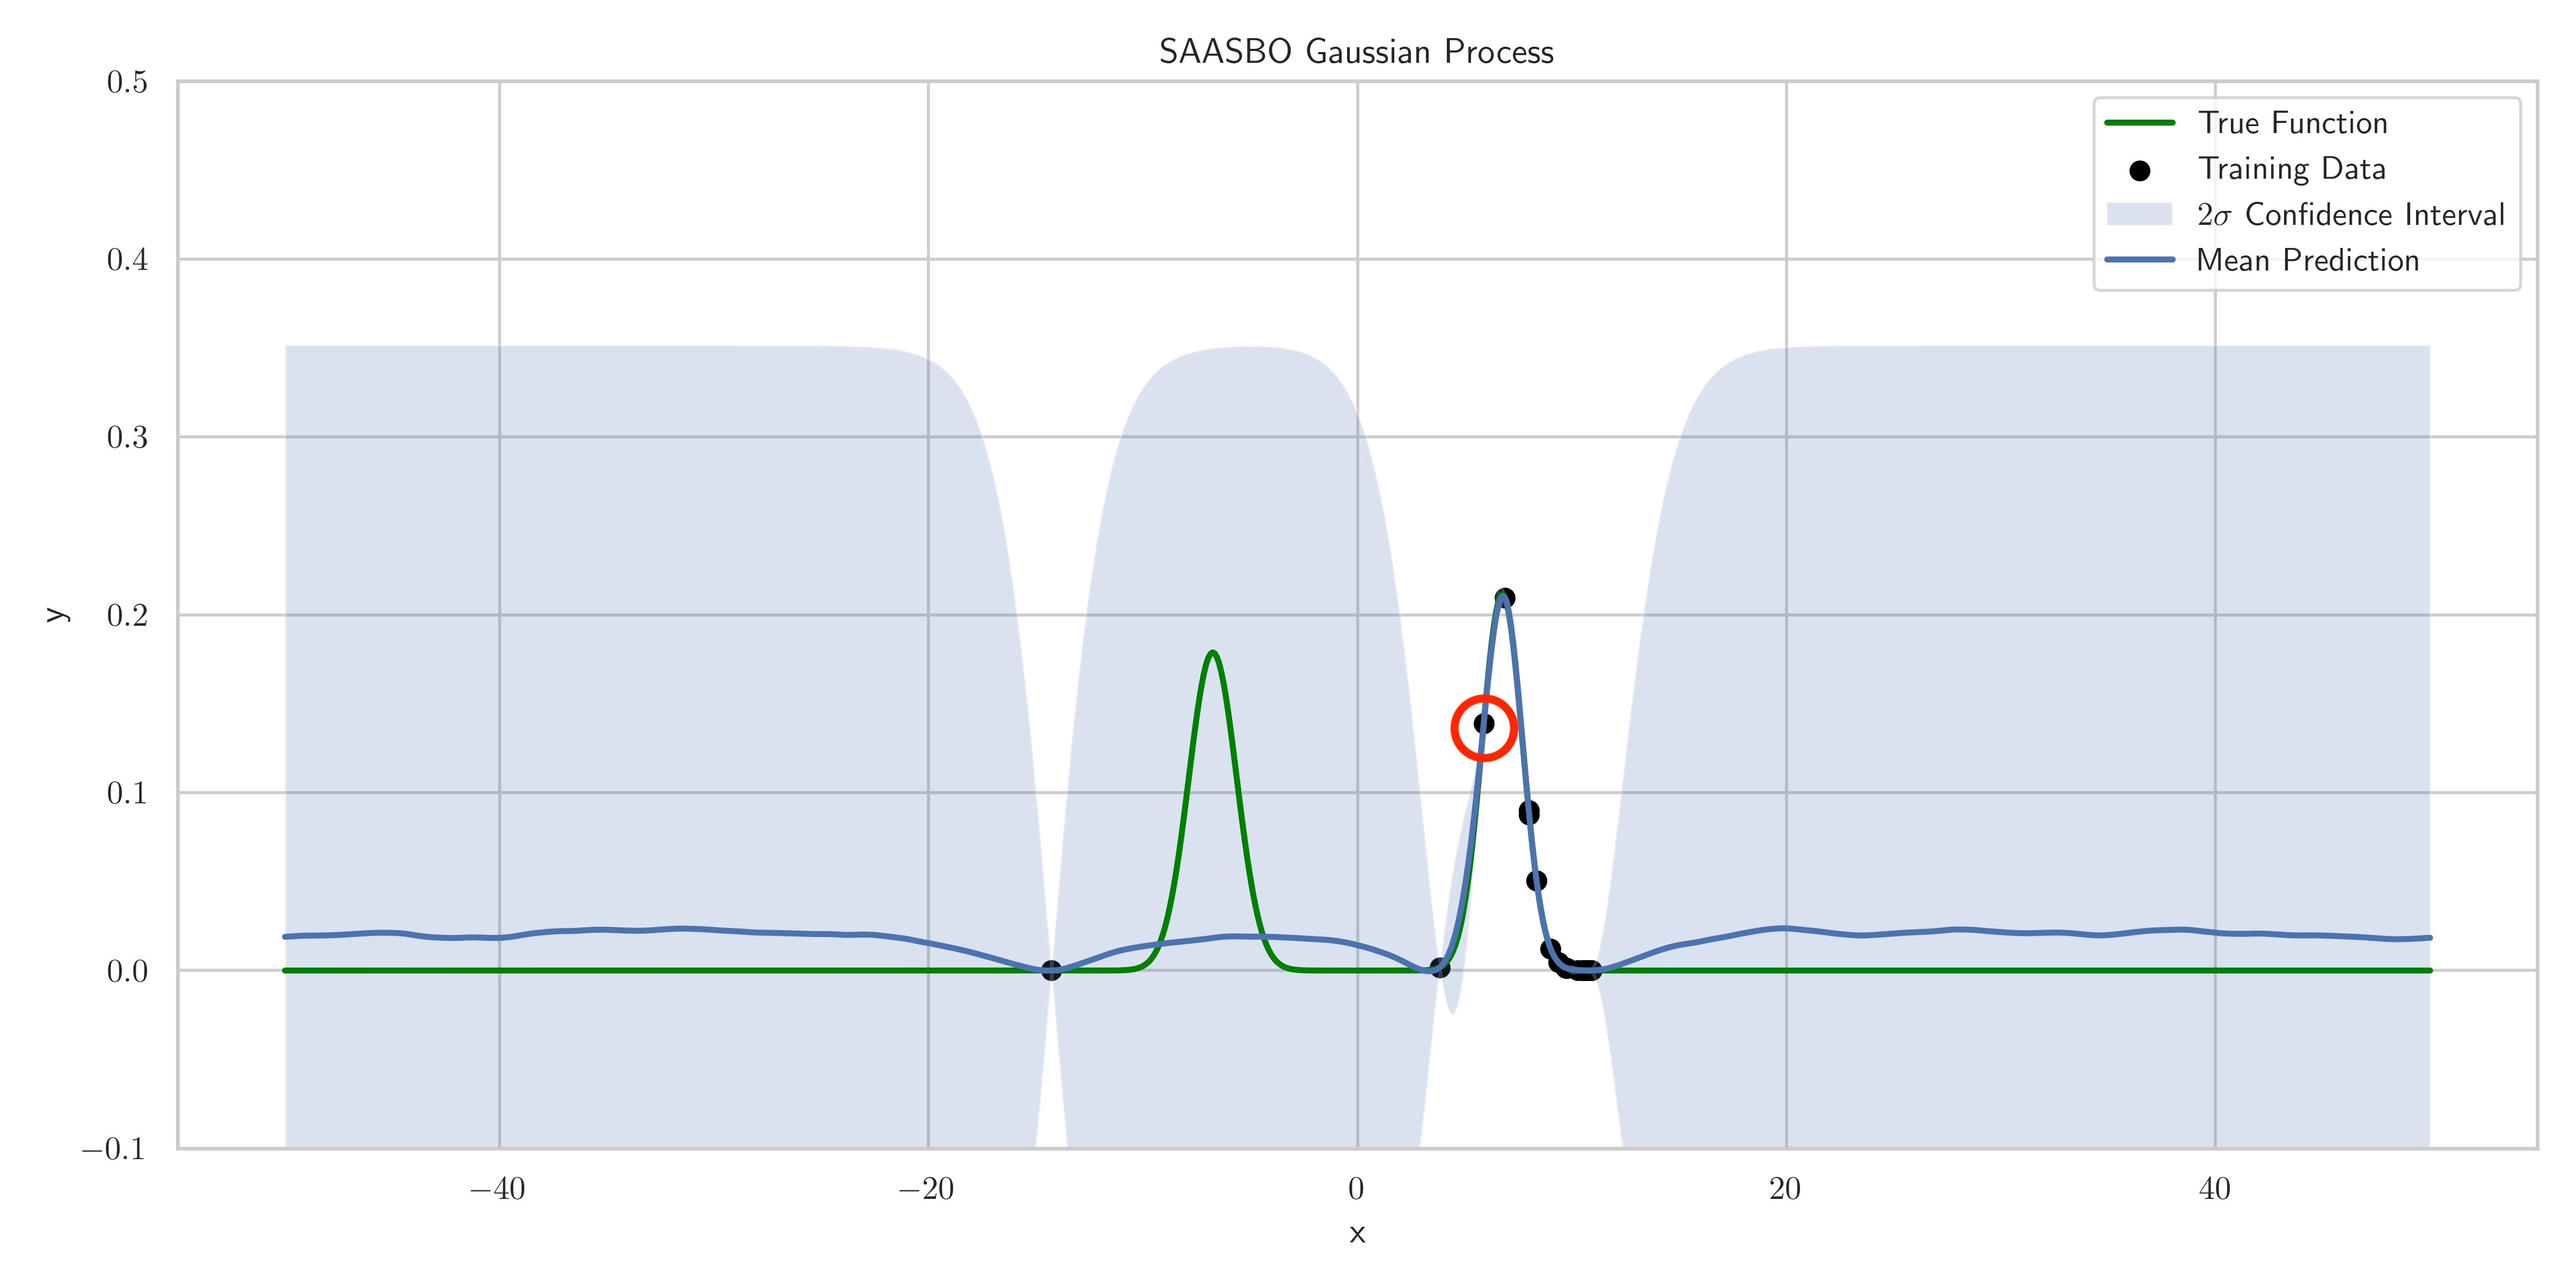 SAASBO Gaussian Process
0.5
0.4
0.3
0.2
0.1
0.0
−0.1
y
True Function
Training Data
2σ Confidence Interval
Mean Prediction
−40
−20
0
20
40
x